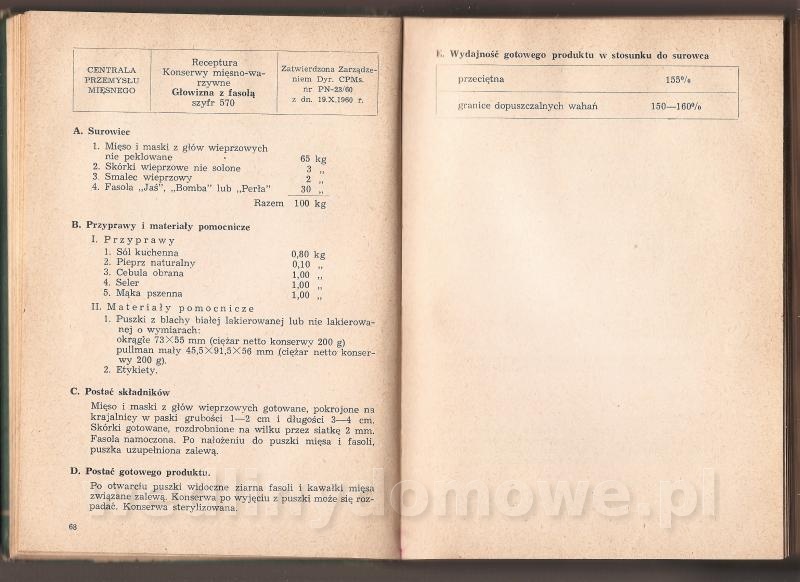 CENTRALA
PRZEMYSŁU
MIĘSNEGO
Receptura
Konserwy mięsno-wa-
rzywne
Głowizna z fasolą
szyfr 570
Zatwierdzona Zarządze-
niem Dyr. CPMs.
nr PN-23/60
z dn. 19.X.1960 r.
A. Surowiec
1. Mięso i maski z głów wieprzowych
nie peklowane 65 kg
2. Skórki wieprzowe nie solone 3 „
3. Smalec wieprzowy 2 „
4. Fasola „Jaś", „Bomba" lub „Perła" 30 „
Razem 100 kg
B. Przyprawy i materiały pomocnicze
I. Przyprawy
1. Sól kuchenna 0,80 kg
2. Pieprz naturalny 0,10 „
3. Cebula obrana 1,00 „
4. Seler 1,00 „
5. Mąka pszenna 1,00 „
II. Materiały pomocnicze
1. Puszki z blachy białej lakierowanej lub nie lakierowa-
nej o wymiarach:
okrągłe 73×55 mm (ciężar netto konserwy 200 g)
pullman mały 45,5×91,5×56 mm (ciężar netto konser-
wy 200 g).
2. Etykiety.
C. Postać składników
Mięso i maski z głów wieprzowych gotowane, pokrojone na
krajalnicy w paski grubości 1—2 cm i długości 3—4 cm.
Skórki gotowane, rozdrobnione na wilku przez siatkę 2 mm.
Fasola namoczona. Po nałożeniu do puszki mięsa i fasoli,
puszka uzupełniona zalewą.
D. Postać gotowego produktu.
Po otwarciu puszki widoczne ziarna fasoli i kawałki mięsa
związane zalewą. Konserwa po wyjęciu z puszki może się roz-
padać. Konserwa sterylizowana.
68
E. Wydajność gotowego produktu w stosunku do surowca
przeciętna 155%
granice dopuszczalnych wahań 150—160%